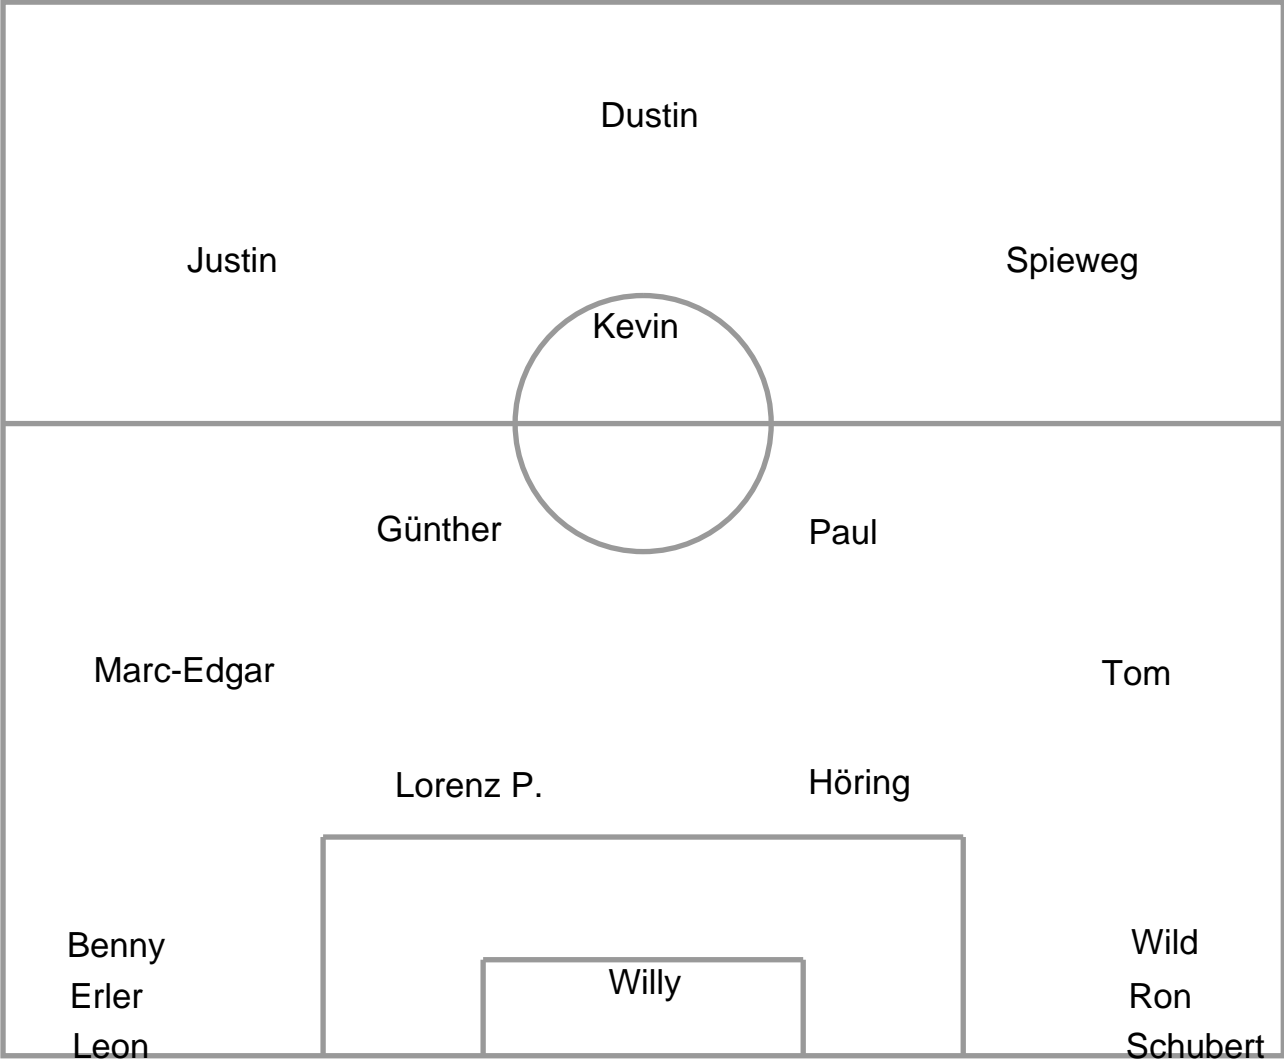 Dustin
Justin
Spieweg
Kevin
Günther
Paul
Marc-Edgar
Tom
Lorenz P.
Höring
Benny
Wild
Willy
Erler
Ron
Leon
Schubert